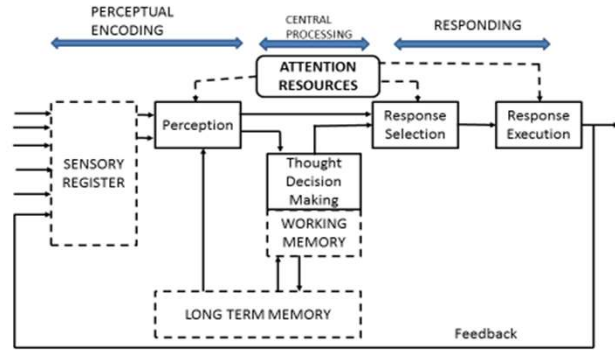 PERCEPTUAL
ENCODING
CENTRAL
PROCESSING
RESPONDING
ATTENTION
RESOURCES
SENSORY
REGISTER
Perception
Response
Selection
Response
Execution
Thought
Decision
Making
WORKING
MEMORY
LONG TERM MEMORY
Feedback